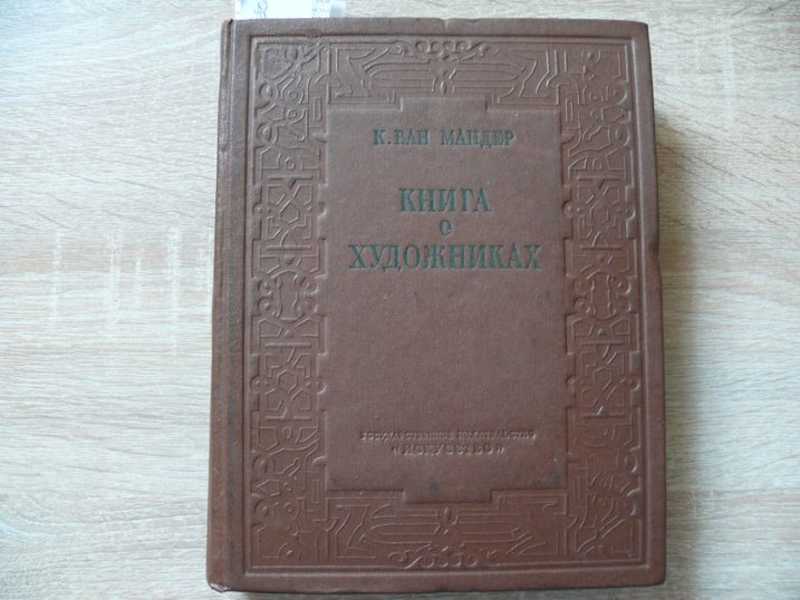 К. ВАН МАНДЕР
КНИГА
О
ХУДОЖНИКАХ
ГОСУДАРСТВЕННОЕ ИЗДАТЕЛЬСТВО
"ИСКУССТВО"